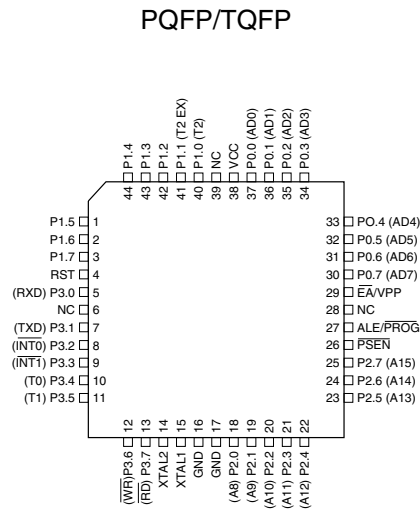 PQFP/TQFP
P1.4
P1.3
P1.2
P1.1 (T2 EX)
P1.0 (T2)
NC
VCC
P0.0 (AD0)
P0.1 (AD1)
P0.2 (AD2)
P0.3 (AD3)
44
43
42
41
40
39
38
37
36
35
34
P1.5 1
P1.6 2
P1.7 3
RST 4
(RXD) P3.0 5
NC 6
(TXD) P3.1 7
(INT0) P3.2 8
(INT1) P3.3 9
(T0) P3.4 10
(T1) P3.5 11
33 PO.4 (AD4)
32 P0.5 (AD5)
31 P0.6 (AD6)
30 P0.7 (AD7)
29 EA/VPP
28 NC
27 ALE/PROG
26 PSEN
25 P2.7 (A15)
24 P2.6 (A14)
23 P2.5 (A13)
12
13
14
15
16
17
18
19
20
21
22
(WR) P3.6
(RD) P3.7
XTAL2
XTAL1
GND
GND
(A8) P2.0
(A9) P2.1
(A10) P2.2
(A11) P2.3
(A12) P2.4